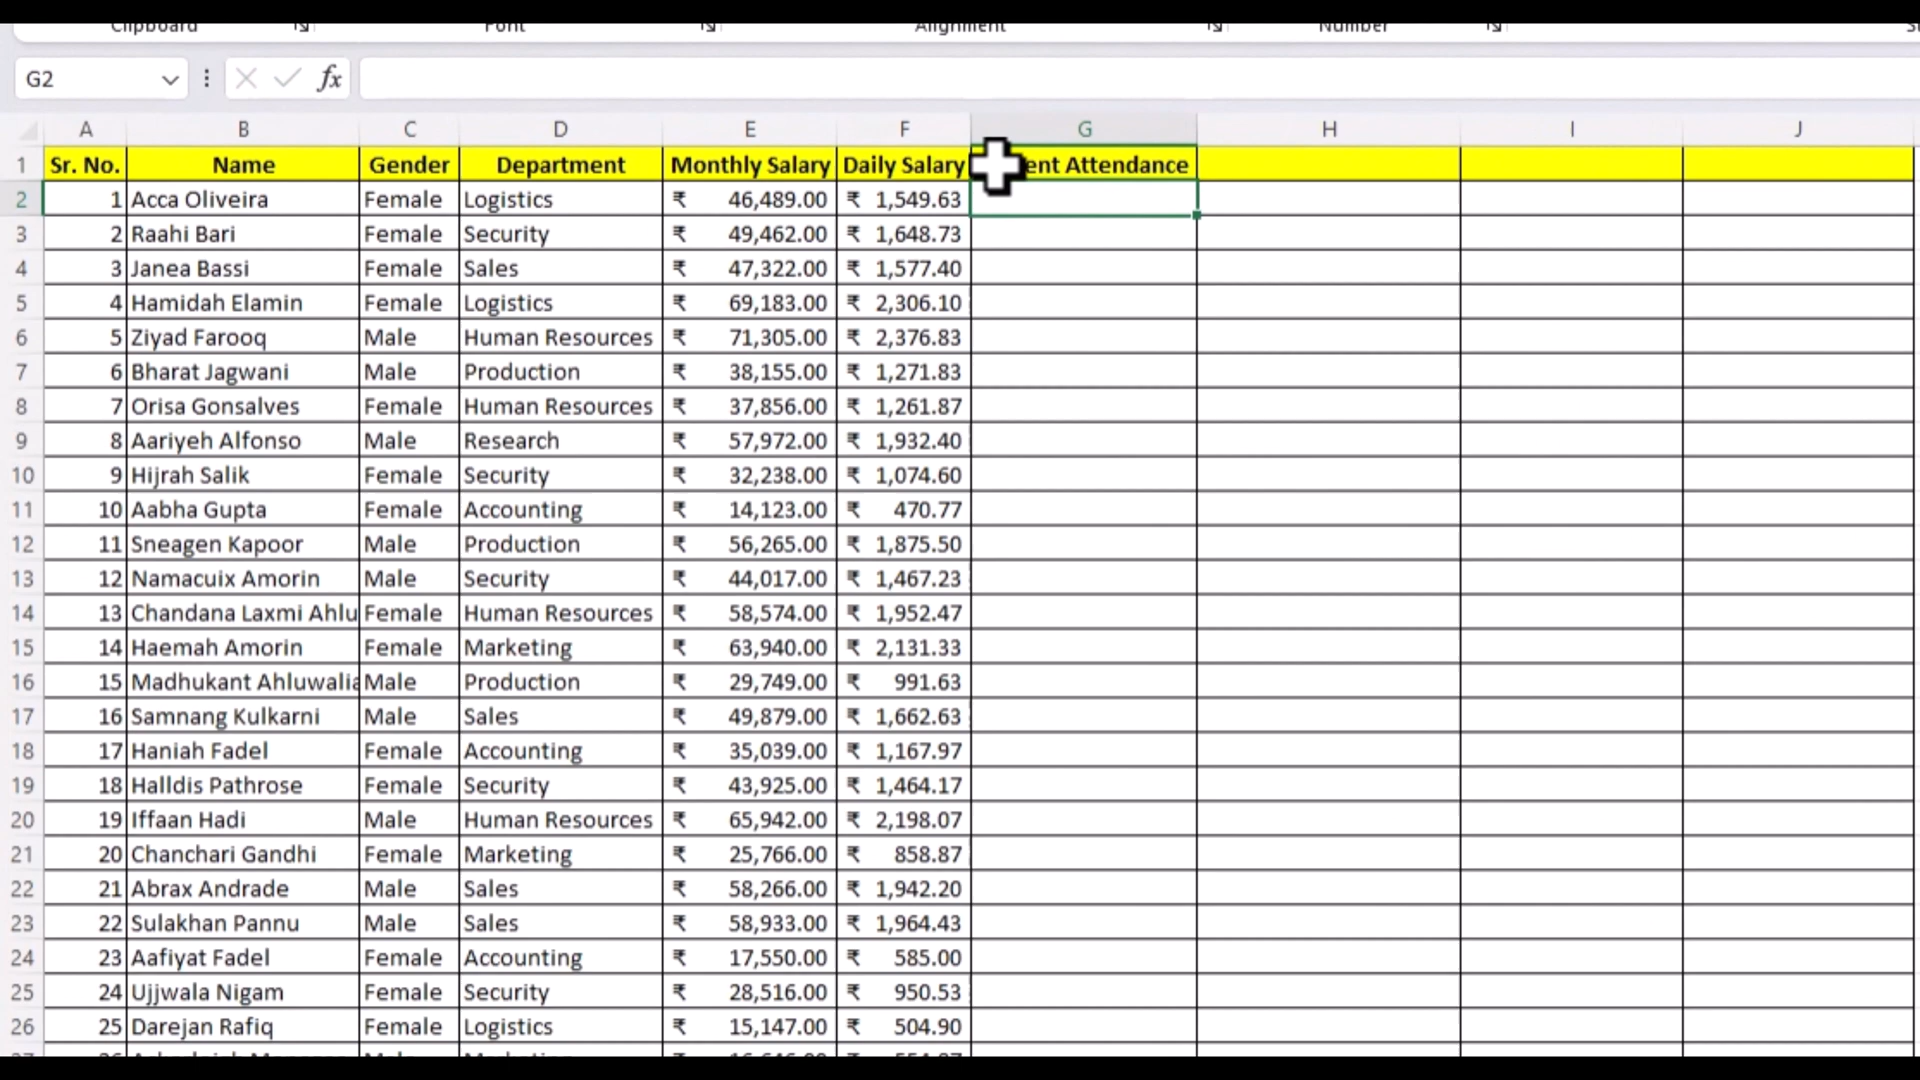 Clipboard Font Alignment Number
G2 fx
A B C D E F G H I J
1 Sr. No. Name Gender Department Monthly Salary Daily Salary Attendance
2 1 Acca Oliveira Female Logistics ₹ 46,489.00 ₹ 1,549.63
3 2 Raahi Bari Female Security ₹ 49,462.00 ₹ 1,648.73
4 3 Janea Bassi Female Sales ₹ 47,322.00 ₹ 1,577.40
5 4 Hamidah Elamin Female Logistics ₹ 69,183.00 ₹ 2,306.10
6 5 Ziyad Farooq Male Human Resources ₹ 71,305.00 ₹ 2,376.83
7 6 Bharat Jagwani Male Production ₹ 38,155.00 ₹ 1,271.83
8 7 Orisa Gonsalves Female Human Resources ₹ 37,856.00 ₹ 1,261.87
9 8 Aariyeh Alfonso Male Research ₹ 57,972.00 ₹ 1,932.40
10 9 Hijrah Salik Female Security ₹ 32,238.00 ₹ 1,074.60
11 10 Aabha Gupta Female Accounting ₹ 14,123.00 ₹ 470.77
12 11 Sneagen Kapoor Male Production ₹ 56,265.00 ₹ 1,875.50
13 12 Namacuix Amorin Male Security ₹ 44,017.00 ₹ 1,467.23
14 13 Chandana Laxmi Ahlu Female Human Resources ₹ 58,574.00 ₹ 1,952.47
15 14 Haemah Amorin Female Marketing ₹ 63,940.00 ₹ 2,131.33
16 15 Madhukant Ahluwalia Male Production ₹ 29,749.00 ₹ 991.63
17 16 Samnang Kulkarni Male Sales ₹ 49,879.00 ₹ 1,662.63
18 17 Haniah Fadel Female Accounting ₹ 35,039.00 ₹ 1,167.97
19 18 Halldis Pathrose Female Security ₹ 43,925.00 ₹ 1,464.17
20 19 Iffaan Hadi Male Human Resources ₹ 65,942.00 ₹ 2,198.07
21 20 Chanchari Gandhi Female Marketing ₹ 25,766.00 ₹ 858.87
22 21 Abrax Andrade Male Sales ₹ 58,266.00 ₹ 1,942.20
23 22 Sulakhan Pannu Male Sales ₹ 58,933.00 ₹ 1,964.43
24 23 Aafiyat Fadel Female Accounting ₹ 17,550.00 ₹ 585.00
25 24 Ujjwala Nigam Female Security ₹ 28,516.00 ₹ 950.53
26 25 Darejan Rafiq Female Logistics ₹ 15,147.00 ₹ 504.90